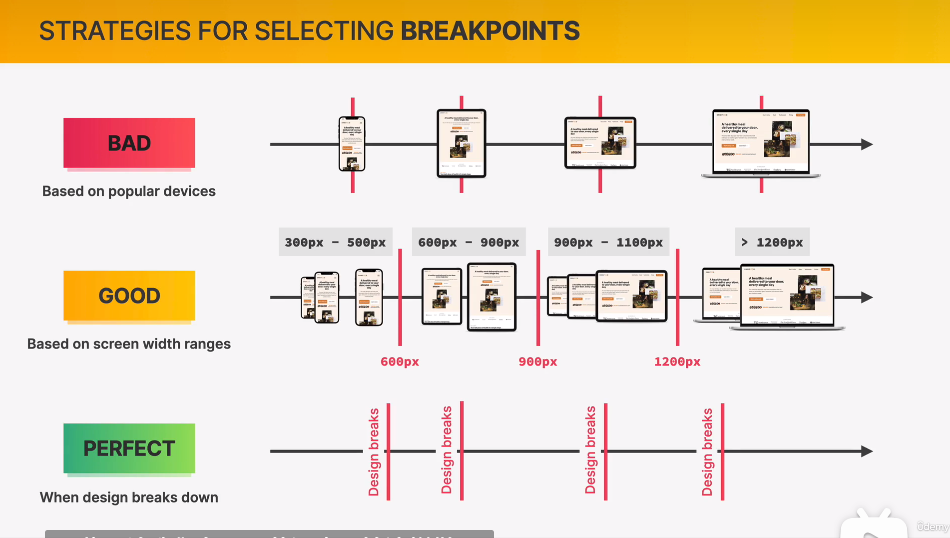 STRATEGIES FOR SELECTING BREAKPOINTS
BAD
Based on popular devices
300px - 500px
600px - 900px
900px - 1100px
> 1200px
GOOD
Based on screen width ranges
600px
900px
1200px
PERFECT
When design breaks down
Design breaks
Design breaks
Design breaks
Design breaks
Udemy